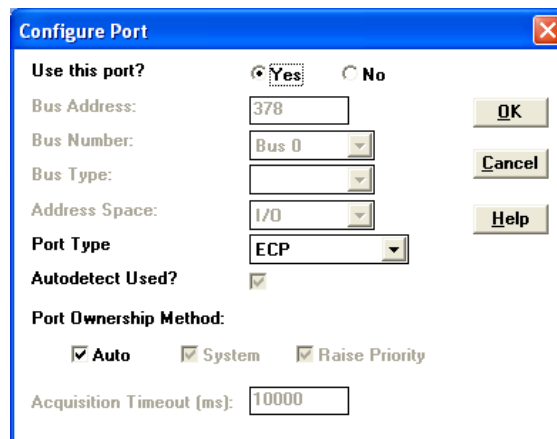 Configure Port
Use this port? Yes No
Bus Address: 378 OK
Bus Number: Bus 0
Bus Type: Cancel
Address Space: I/O Help
Port Type ECP
Autodetect Used?
Port Ownership Method:
Auto System Raise Priority
Acquisition Timeout (ms): 10000